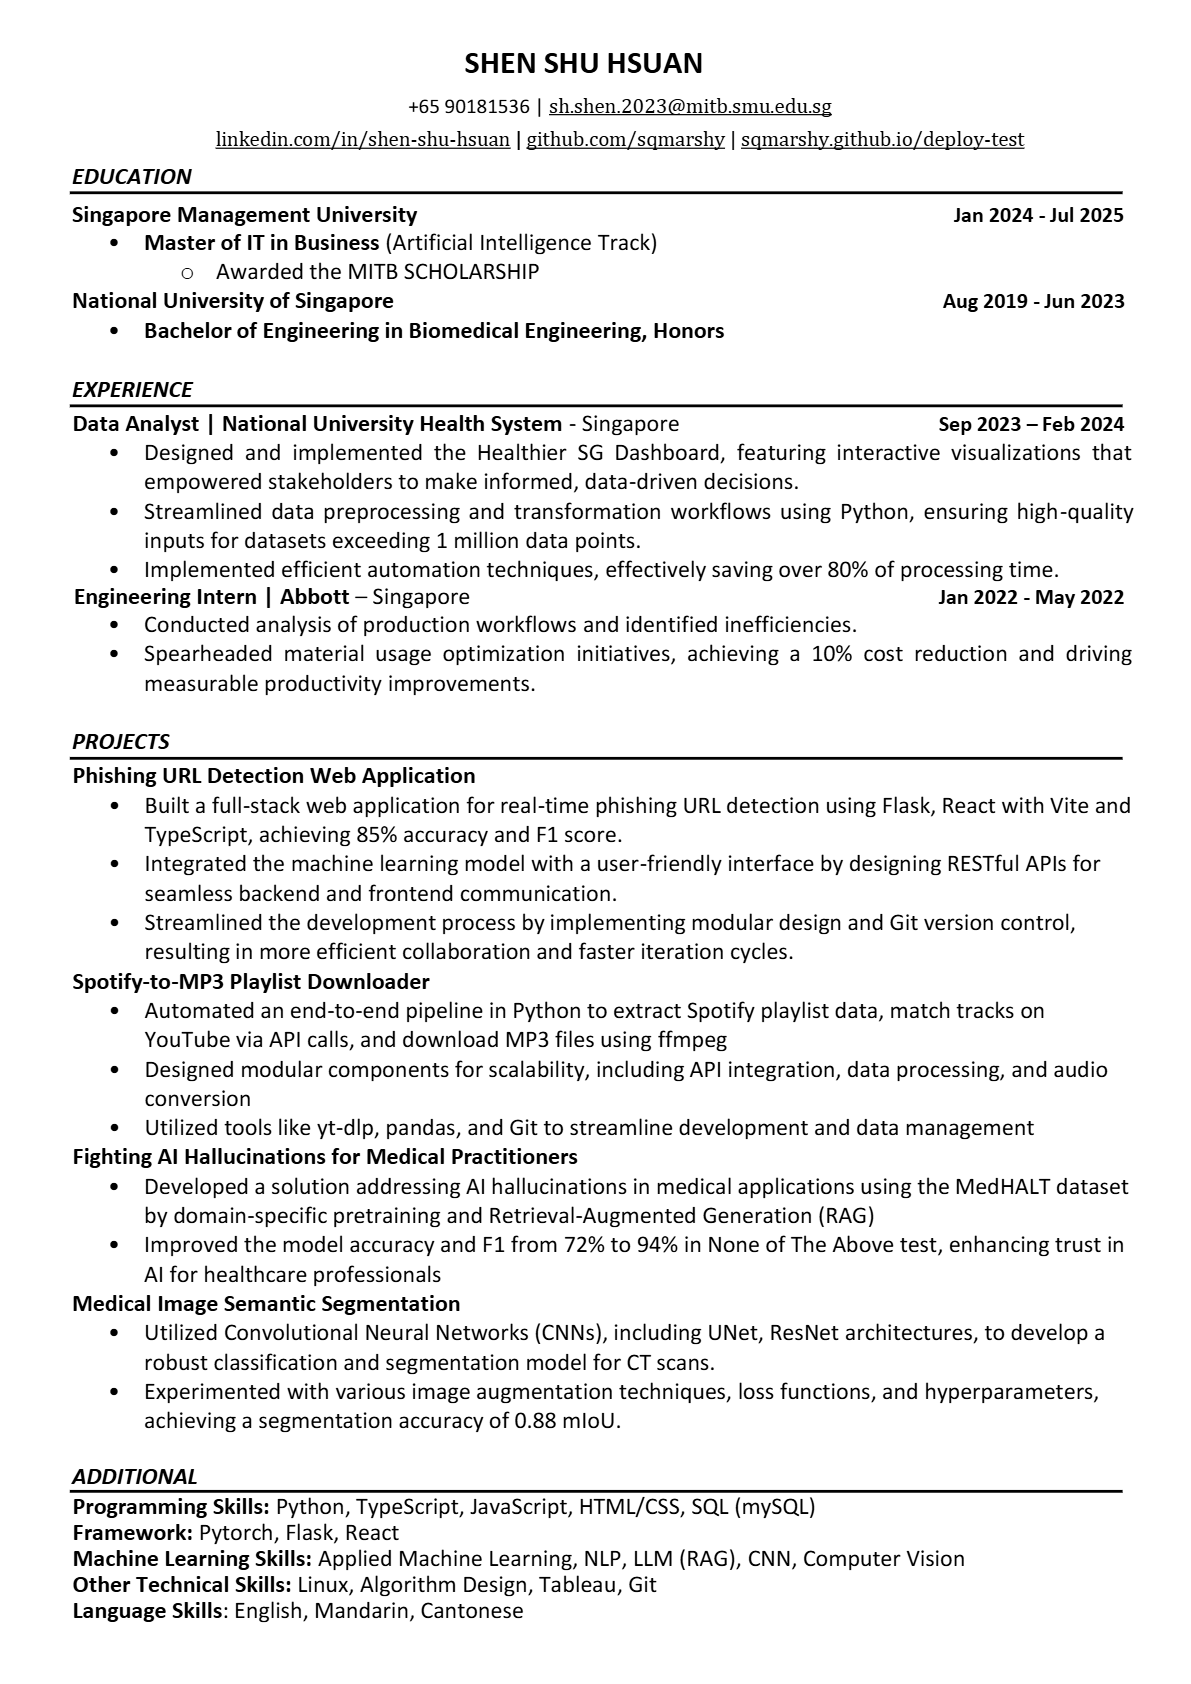 SHEN SHU HSUAN
+65 90181536 | sh.shen.2023@mitb.smu.edu.sg
linkedin.com/in/shen-shu-hsuan | github.com/sqmarshy | sqmarshy.github.io/deploy-test
EDUCATION
Singapore Management University Jan 2024 - Jul 2025
• Master of IT in Business (Artificial Intelligence Track)
○ Awarded the MITB SCHOLARSHIP
National University of Singapore Aug 2019 - Jun 2023
• Bachelor of Engineering in Biomedical Engineering, Honors
EXPERIENCE
Data Analyst | National University Health System - Singapore Sep 2023 – Feb 2024
• Designed and implemented the Healthier SG Dashboard, featuring interactive visualizations that
empowered stakeholders to make informed, data-driven decisions.
• Streamlined data preprocessing and transformation workflows using Python, ensuring high-quality
inputs for datasets exceeding 1 million data points.
• Implemented efficient automation techniques, effectively saving over 80% of processing time.
Engineering Intern | Abbott – Singapore Jan 2022 - May 2022
• Conducted analysis of production workflows and identified inefficiencies.
• Spearheaded material usage optimization initiatives, achieving a 10% cost reduction and driving
measurable productivity improvements.
PROJECTS
Phishing URL Detection Web Application
• Built a full-stack web application for real-time phishing URL detection using Flask, React with Vite and
TypeScript, achieving 85% accuracy and F1 score.
• Integrated the machine learning model with a user-friendly interface by designing RESTful APIs for
seamless backend and frontend communication.
• Streamlined the development process by implementing modular design and Git version control,
resulting in more efficient collaboration and faster iteration cycles.
Spotify-to-MP3 Playlist Downloader
• Automated an end-to-end pipeline in Python to extract Spotify playlist data, match tracks on
YouTube via API calls, and download MP3 files using ffmpeg
• Designed modular components for scalability, including API integration, data processing, and audio
conversion
• Utilized tools like yt-dlp, pandas, and Git to streamline development and data management
Fighting AI Hallucinations for Medical Practitioners
• Developed a solution addressing AI hallucinations in medical applications using the MedHALT dataset
by domain-specific pretraining and Retrieval-Augmented Generation (RAG)
• Improved the model accuracy and F1 from 72% to 94% in None of The Above test, enhancing trust in
AI for healthcare professionals
Medical Image Semantic Segmentation
• Utilized Convolutional Neural Networks (CNNs), including UNet, ResNet architectures, to develop a
robust classification and segmentation model for CT scans.
• Experimented with various image augmentation techniques, loss functions, and hyperparameters,
achieving a segmentation accuracy of 0.88 mIoU.
ADDITIONAL
Programming Skills: Python, TypeScript, JavaScript, HTML/CSS, SQL (mySQL)
Framework: Pytorch, Flask, React
Machine Learning Skills: Applied Machine Learning, NLP, LLM (RAG), CNN, Computer Vision
Other Technical Skills: Linux, Algorithm Design, Tableau, Git
Language Skills: English, Mandarin, Cantonese